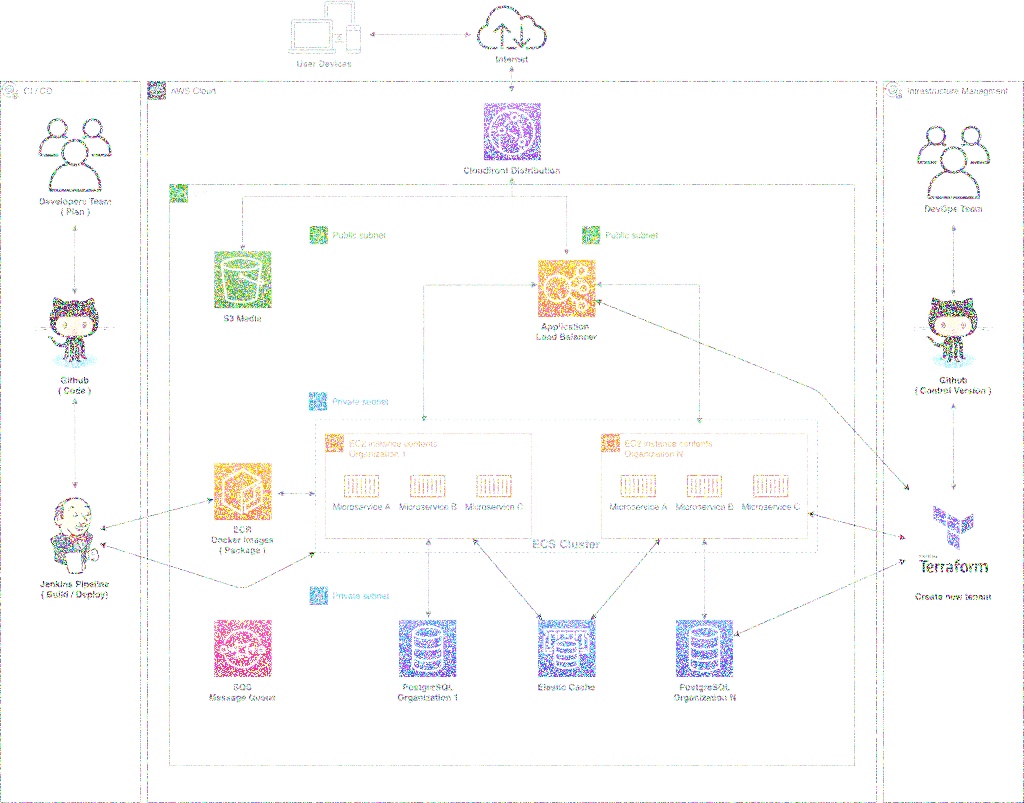 User Devices
Internet
CI / CD
AWS Cloud
Infrastructure Managment
Cloudfront Distribution
Developers Team
( Plan )
DevOps Team
Public subnet
Public subnet
S3 Media
Application
Load Balancer
Github
( Code )
Github
( Control Version )
Private subnet
EC2 instance contents
Organization 1
EC2 instance contents
Organization N
Microservice A
Microservice B
Microservice C
Microservice A
Microservice B
Microservice C
ECR
Docker Images
( Package )
ECS Cluster
Jenkins Pipeline
( Build / Deploy)
Terraform
Create new tennat
Private subnet
SQS
Message Queue
PostgreSQL
Organization 1
Elastic Cache
PostgreSQL
Organization N